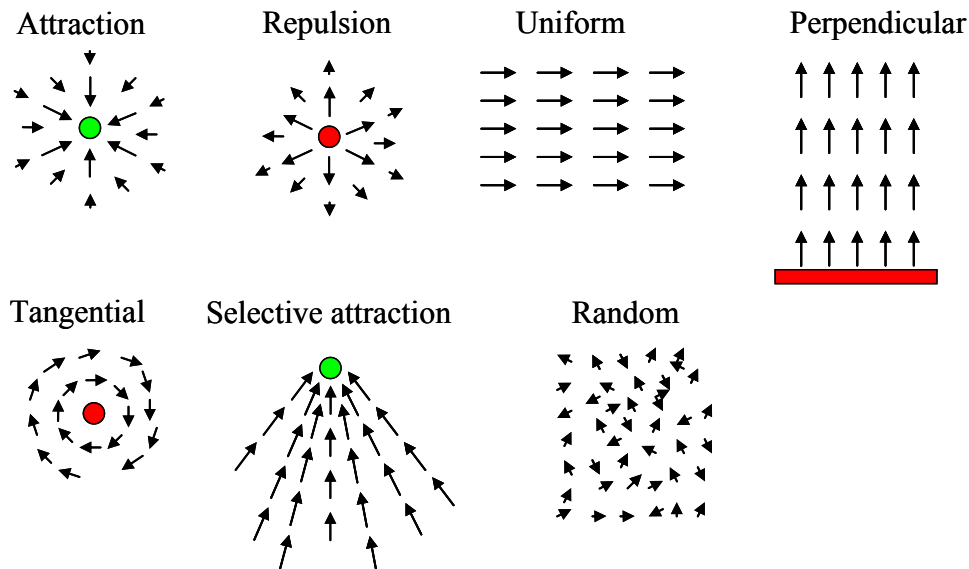 Attraction
Repulsion
Uniform
Perpendicular
Tangential
Selective attraction
Random